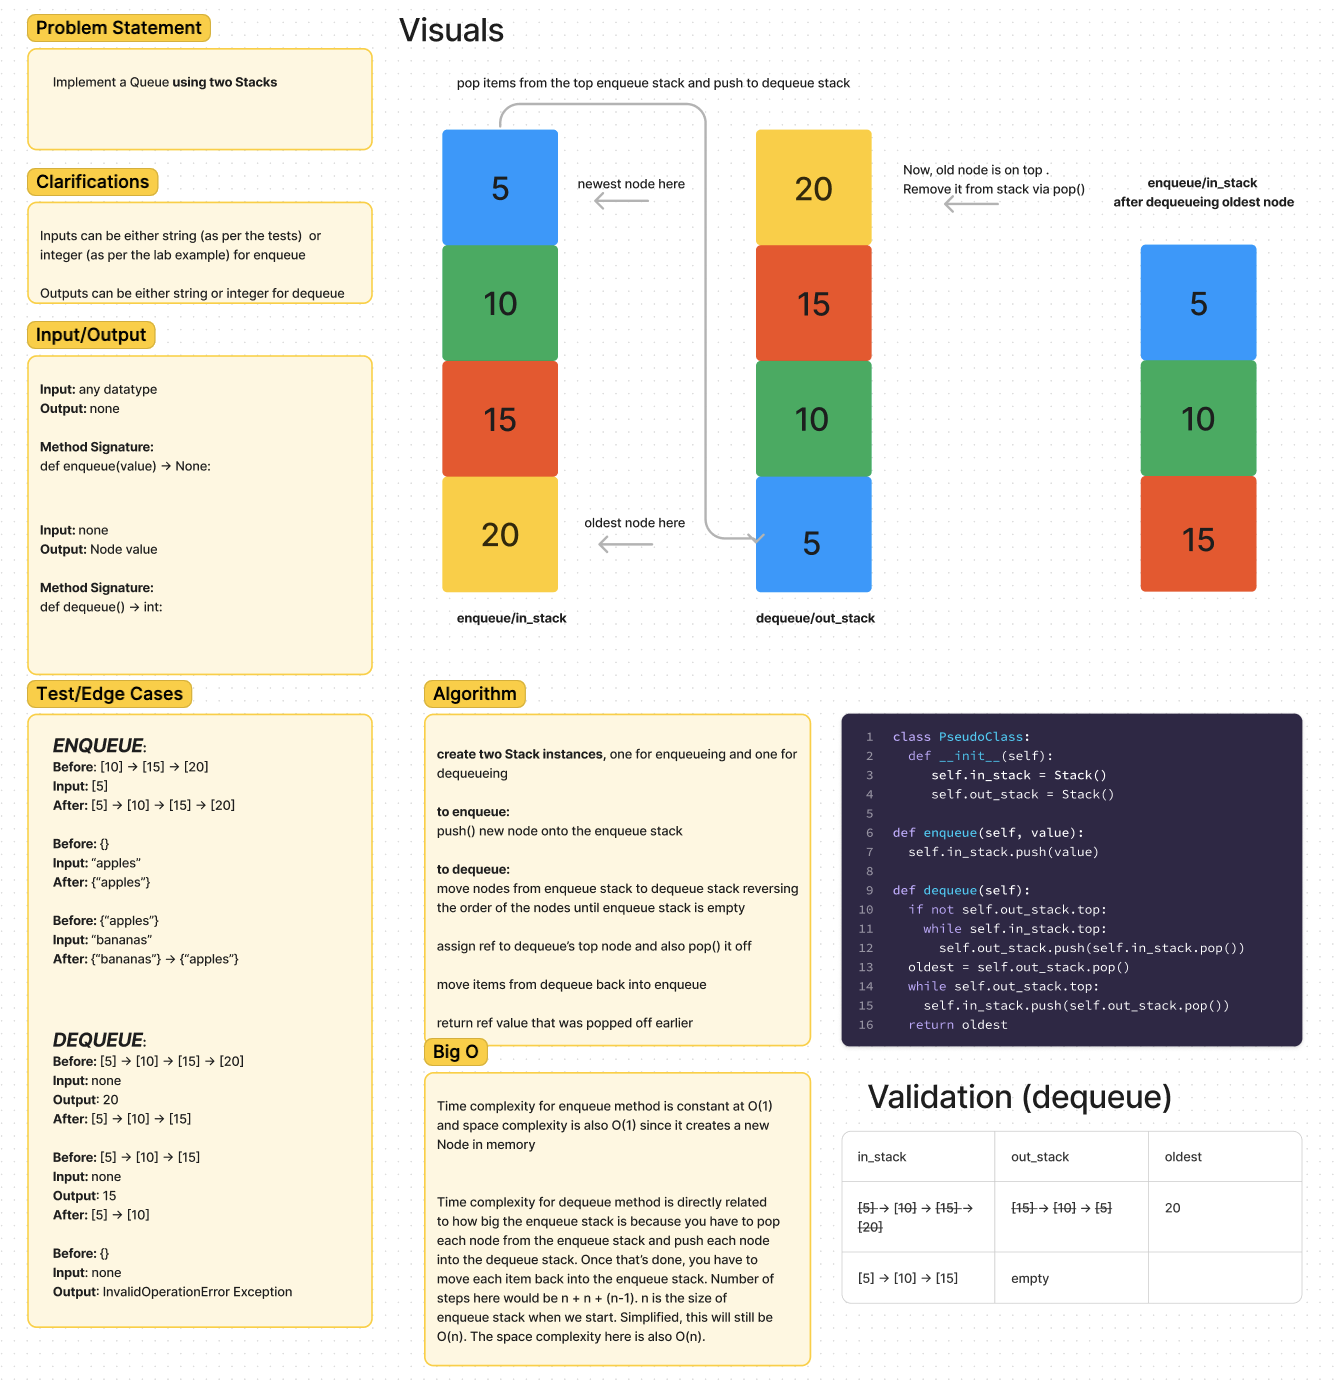 Problem Statement
Implement a Queue using two Stacks
Clarifications
Inputs can be either string (as per the tests)  or
integer (as per the lab example) for enqueue
Outputs can be either string or integer for dequeue
Input/Output
Input: any datatype
Output: none
Method Signature:
def enqueue(value) → None:
Input: none
Output: Node value
Method Signature:
def dequeue() → int:
Visuals
pop items from the top enqueue stack and push to dequeue stack
5
10
15
20
newest node here
oldest node here
enqueue/in_stack
20
15
10
5
dequeue/out_stack
Now, old node is on top .
Remove it from stack via pop()
enqueue/in_stack
after dequeueing oldest node
5
10
15
Test/Edge Cases
ENQUEUE:
Before: [10] → [15] → [20]
Input: [5]
After: [5] → [10] → [15] → [20]
Before: {}
Input: “apples”
After: {“apples”}
Before: {“apples”}
Input: “bananas”
After: {“bananas”} → {“apples”}
DEQUEUE:
Before: [5] → [10] → [15] → [20]
Input: none
Output: 20
After: [5] → [10] → [15]
Before: [5] → [10] → [15]
Input: none
Output: 15
After: [5] → [10]
Before: {}
Input: none
Output: InvalidOperationError Exception
Algorithm
create two Stack instances, one for enqueueing and one for
dequeueing
to enqueue:
push() new node onto the enqueue stack
to dequeue:
move nodes from enqueue stack to dequeue stack reversing
the order of the nodes until enqueue stack is empty
assign ref to dequeue’s top node and also pop() it off
move items from dequeue back into enqueue
return ref value that was popped off earlier
Big O
Time complexity for enqueue method is constant at O(1)
and space complexity is also O(1) since it creates a new
Node in memory
Time complexity for dequeue method is directly related
to how big the enqueue stack is because you have to pop
each node from the enqueue stack and push each node
into the dequeue stack. Once that’s done, you have to
move each item back into the enqueue stack. Number of
steps here would be n + n + (n-1). n is the size of
enqueue stack when we start. Simplified, this will still be
O(n). The space complexity here is also O(n).
1 class PseudoClass:
2   def __init__(self):
3      self.in_stack = Stack()
4      self.out_stack = Stack()
5
6 def enqueue(self, value):
7   self.in_stack.push(value)
8
9 def dequeue(self):
10   if not self.out_stack.top:
11     while self.in_stack.top:
12       self.out_stack.push(self.in_stack.pop())
13   oldest = self.out_stack.pop()
14   while self.out_stack.top:
15     self.in_stack.push(self.out_stack.pop())
16   return oldest
Validation (dequeue)
in_stack out_stack oldest
[5] → [10] → [15] → [15] → [10] → [5] 20
[20]
[5] → [10] → [15] empty